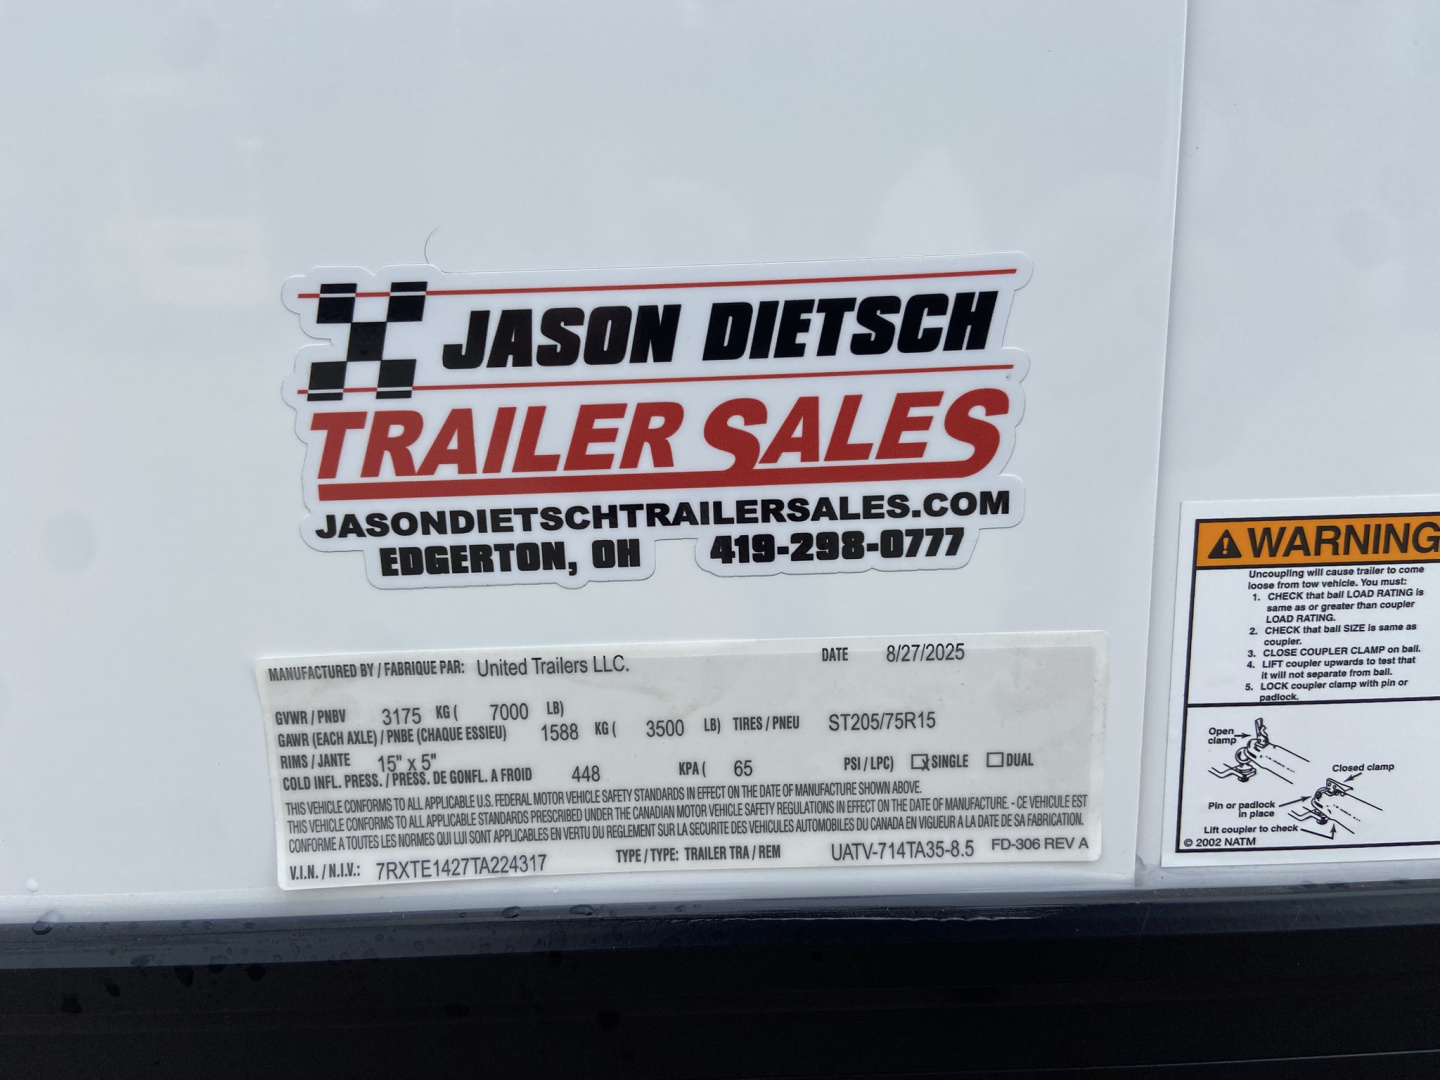 JASON DIETSCH
TRAILER SALES
JASONDIETSCHTRAILERSALES.COM
EDGERTON, OH 419-298-0777
MANUFACTURED BY / FABRIQUE PAR: United Trailers LLC. DATE 8/27/2025
GVWR / PNBV 3175 KG ( 7000 LB)
GAWR (EACH AXLE) / PNBE (CHAQUE ESSIEU) 1588 KG ( 3500 LB) TIRES / PNEU ST205/75R15
RIMS / JANTE 15" x 5"
COLD INFL. PRESS. / PRESS. DE GONFL. A FROID 448 KPA ( 65 PSI / LPC) SINGLE DUAL
THIS VEHICLE CONFORMS TO ALL APPLICABLE U.S. FEDERAL MOTOR VEHICLE SAFETY STANDARDS IN EFFECT ON THE DATE OF MANUFACTURE SHOWN ABOVE.
THIS VEHICLE CONFORMS TO ALL APPLICABLE STANDARDS PRESCRIBED UNDER THE CANADIAN MOTOR VEHICLE SAFETY REGULATIONS IN EFFECT ON THE DATE OF MANUFACTURE. - CE VEHICULE EST
CONFORME A TOUTES LES NORMES QUI LUI SONT APPLICABLES EN VERTU DU REGLEMENT SUR LA SECURITE DES VEHICULES AUTOMOBILES DU CANADA EN VIGUEUR A LA DATE DE SA FABRICATION.
V.I.N. / N.I.V.: 7RXTE1427TA224317 TYPE / TYPE: TRAILER TRA / REM UATV-714TA35-8.5 FD-306 REV A
WARNING
Uncoupling will cause trailer to come
loose from tow vehicle. You must:
1. CHECK that ball LOAD RATING is
same as or greater than coupler
LOAD RATING.
2. CHECK that ball SIZE is same as
coupler.
3. CLOSE COUPLER CLAMP on ball.
4. LIFT coupler upwards to test that
it will not separate from ball.
5. LOCK coupler clamp with pin or
padlock.
Open
clamp
Closed clamp
Pin or padlock
in place
Lift coupler to check
© 2002 NATM